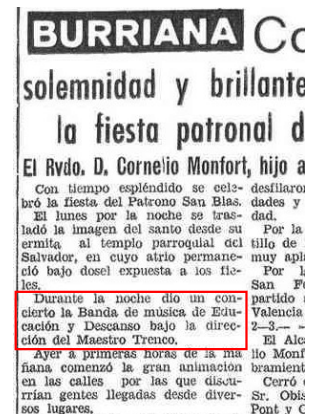 BURRIANA Co
solemnidad y brillante
la fiesta patronal d
El Rvdo. D. Cornelio Monfort, hijo a
Con tiempo espléndido se cele-
bró la fiesta del Patrono San Blas.
El lunes por la noche se tras-
ladó la imagen del santo desde su
ermita al templo parroquial del
Salvador, en cuyo atrio permane-
ció bajo dosel expuesta a los fie-
les.
Durante la noche dio un con-
cierto la Banda de música de Edu-
cación y Descanso bajo la direc-
ción del Maestro Trenco.
Ayer a primeras horas de la ma
ñana comenzó la gran animación
en las calles por las que discu-
rrían gentes llegadas desde diver-
sos lugares.
desfilaron
dades y
dad.
Por la
tillo de
muy apl
Por l
San Fe
partido
Valencia
2—3.—
El Alc
lio Monf
bramient
Cerró
Sr. Obis
Pont y C